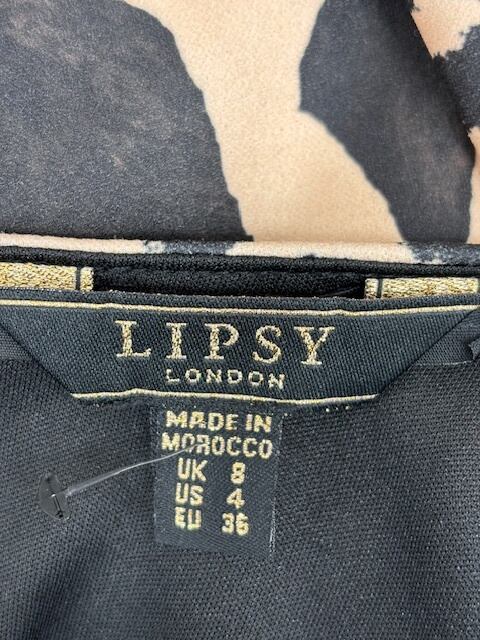 LIPSY
LONDON
MADE IN
MOROCCO
UK 8
US 4
EU 36